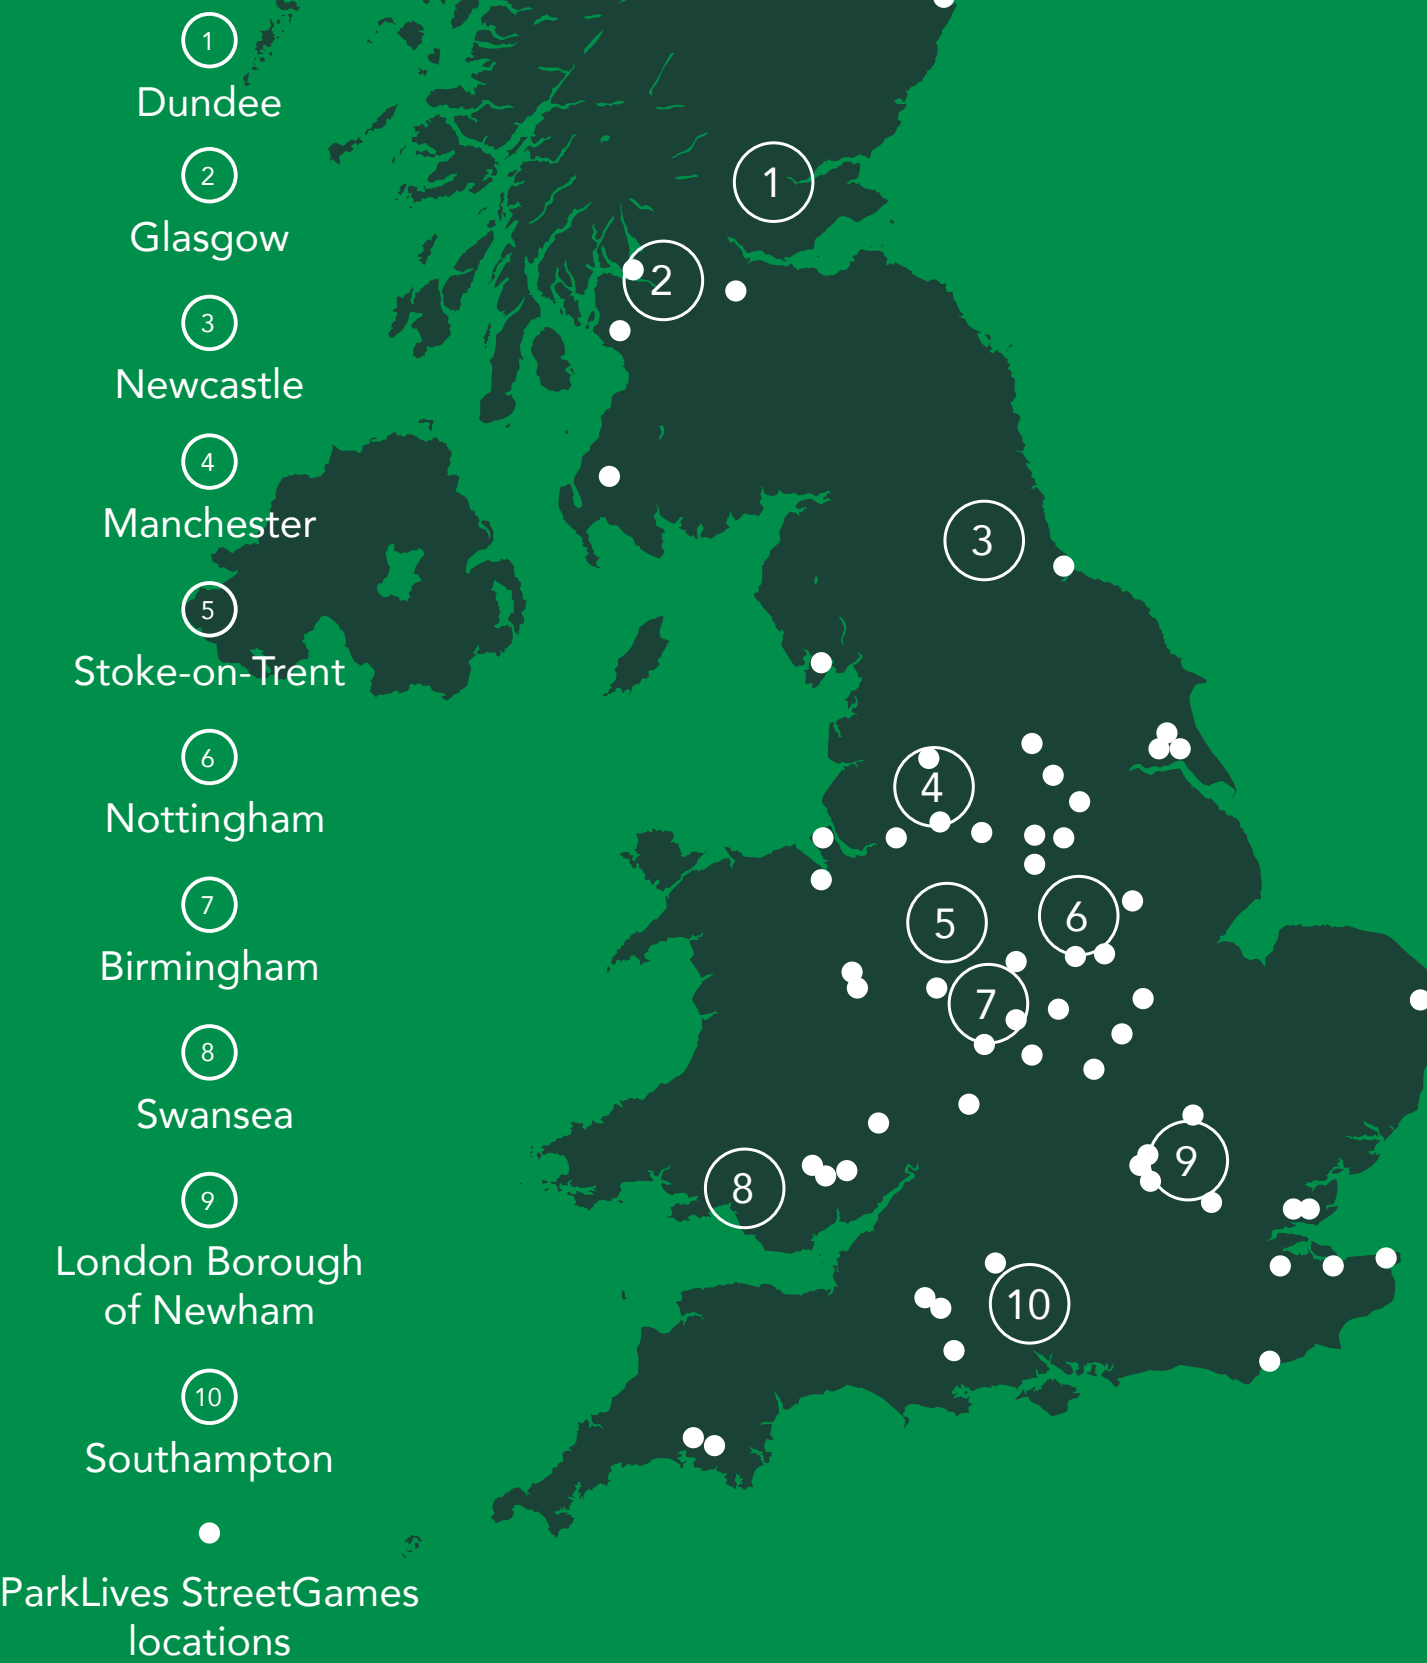 1
Dundee
2
Glasgow
3
Newcastle
4
Manchester
5
Stoke-on-Trent
6
Nottingham
7
Birmingham
8
Swansea
9
London Borough
of Newham
10
Southampton
ParkLives StreetGames
locations
1
2
3
4
5
6
7
8
9
10